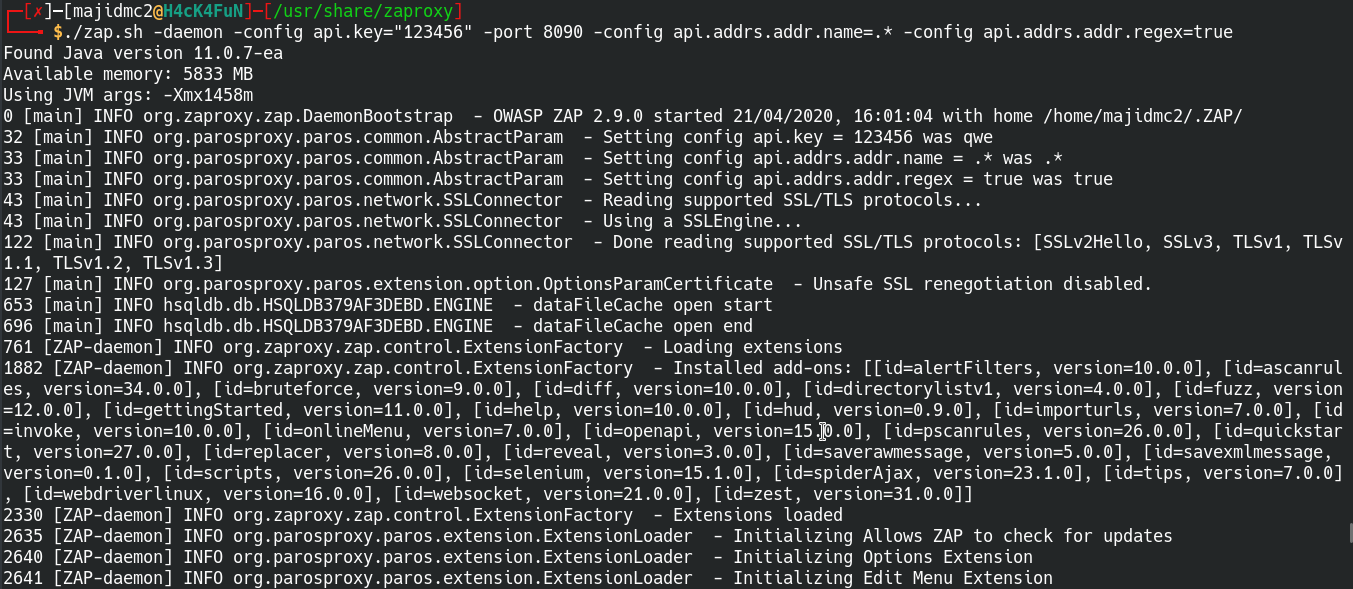 ┌─[✗]─[majidmc2@H4cK4FuN]─[/usr/share/zaproxy]
└──╼ $./zap.sh -daemon -config api.key="123456" -port 8090 -config api.addrs.addr.name=.* -config api.addrs.addr.regex=true
Found Java version 11.0.7-ea
Available memory: 5833 MB
Using JVM args: -Xmx1458m
0 [main] INFO org.zaproxy.zap.DaemonBootstrap  - OWASP ZAP 2.9.0 started 21/04/2020, 16:01:04 with home /home/majidmc2/.ZAP/
32 [main] INFO org.parosproxy.paros.common.AbstractParam  - Setting config api.key = 123456 was qwe
33 [main] INFO org.parosproxy.paros.common.AbstractParam  - Setting config api.addrs.addr.name = .* was .*
33 [main] INFO org.parosproxy.paros.common.AbstractParam  - Setting config api.addrs.addr.regex = true was true
43 [main] INFO org.parosproxy.paros.network.SSLConnector  - Reading supported SSL/TLS protocols...
43 [main] INFO org.parosproxy.paros.network.SSLConnector  - Using a SSLEngine...
122 [main] INFO org.parosproxy.paros.network.SSLConnector  - Done reading supported SSL/TLS protocols: [SSLv2Hello, SSLv3, TLSv1, TLSv
1.1, TLSv1.2, TLSv1.3]
127 [main] INFO org.parosproxy.paros.extension.option.OptionsParamCertificate  - Unsafe SSL renegotiation disabled.
653 [main] INFO hsqldb.db.HSQLDB379AF3DEBD.ENGINE  - dataFileCache open start
696 [main] INFO hsqldb.db.HSQLDB379AF3DEBD.ENGINE  - dataFileCache open end
761 [ZAP-daemon] INFO org.zaproxy.zap.control.ExtensionFactory  - Loading extensions
1882 [ZAP-daemon] INFO org.zaproxy.zap.control.ExtensionFactory  - Installed add-ons: [[id=alertFilters, version=10.0.0], [id=ascanrul
es, version=34.0.0], [id=bruteforce, version=9.0.0], [id=diff, version=10.0.0], [id=directorylistv1, version=4.0.0], [id=fuzz, version
=12.0.0], [id=gettingStarted, version=11.0.0], [id=help, version=10.0.0], [id=hud, version=0.9.0], [id=importurls, version=7.0.0], [id
=invoke, version=10.0.0], [id=onlineMenu, version=7.0.0], [id=openapi, version=15.0.0], [id=pscanrules, version=26.0.0], [id=quickstar
t, version=27.0.0], [id=replacer, version=8.0.0], [id=reveal, version=3.0.0], [id=saverawmessage, version=5.0.0], [id=savexmlmessage,
version=0.1.0], [id=scripts, version=26.0.0], [id=selenium, version=15.1.0], [id=spiderAjax, version=23.1.0], [id=tips, version=7.0.0]
, [id=webdriverlinux, version=16.0.0], [id=websocket, version=21.0.0], [id=zest, version=31.0.0]]
2330 [ZAP-daemon] INFO org.zaproxy.zap.control.ExtensionFactory  - Extensions loaded
2635 [ZAP-daemon] INFO org.parosproxy.paros.extension.ExtensionLoader  - Initializing Allows ZAP to check for updates
2640 [ZAP-daemon] INFO org.parosproxy.paros.extension.ExtensionLoader  - Initializing Options Extension
2641 [ZAP-daemon] INFO org.parosproxy.paros.extension.ExtensionLoader  - Initializing Edit Menu Extension